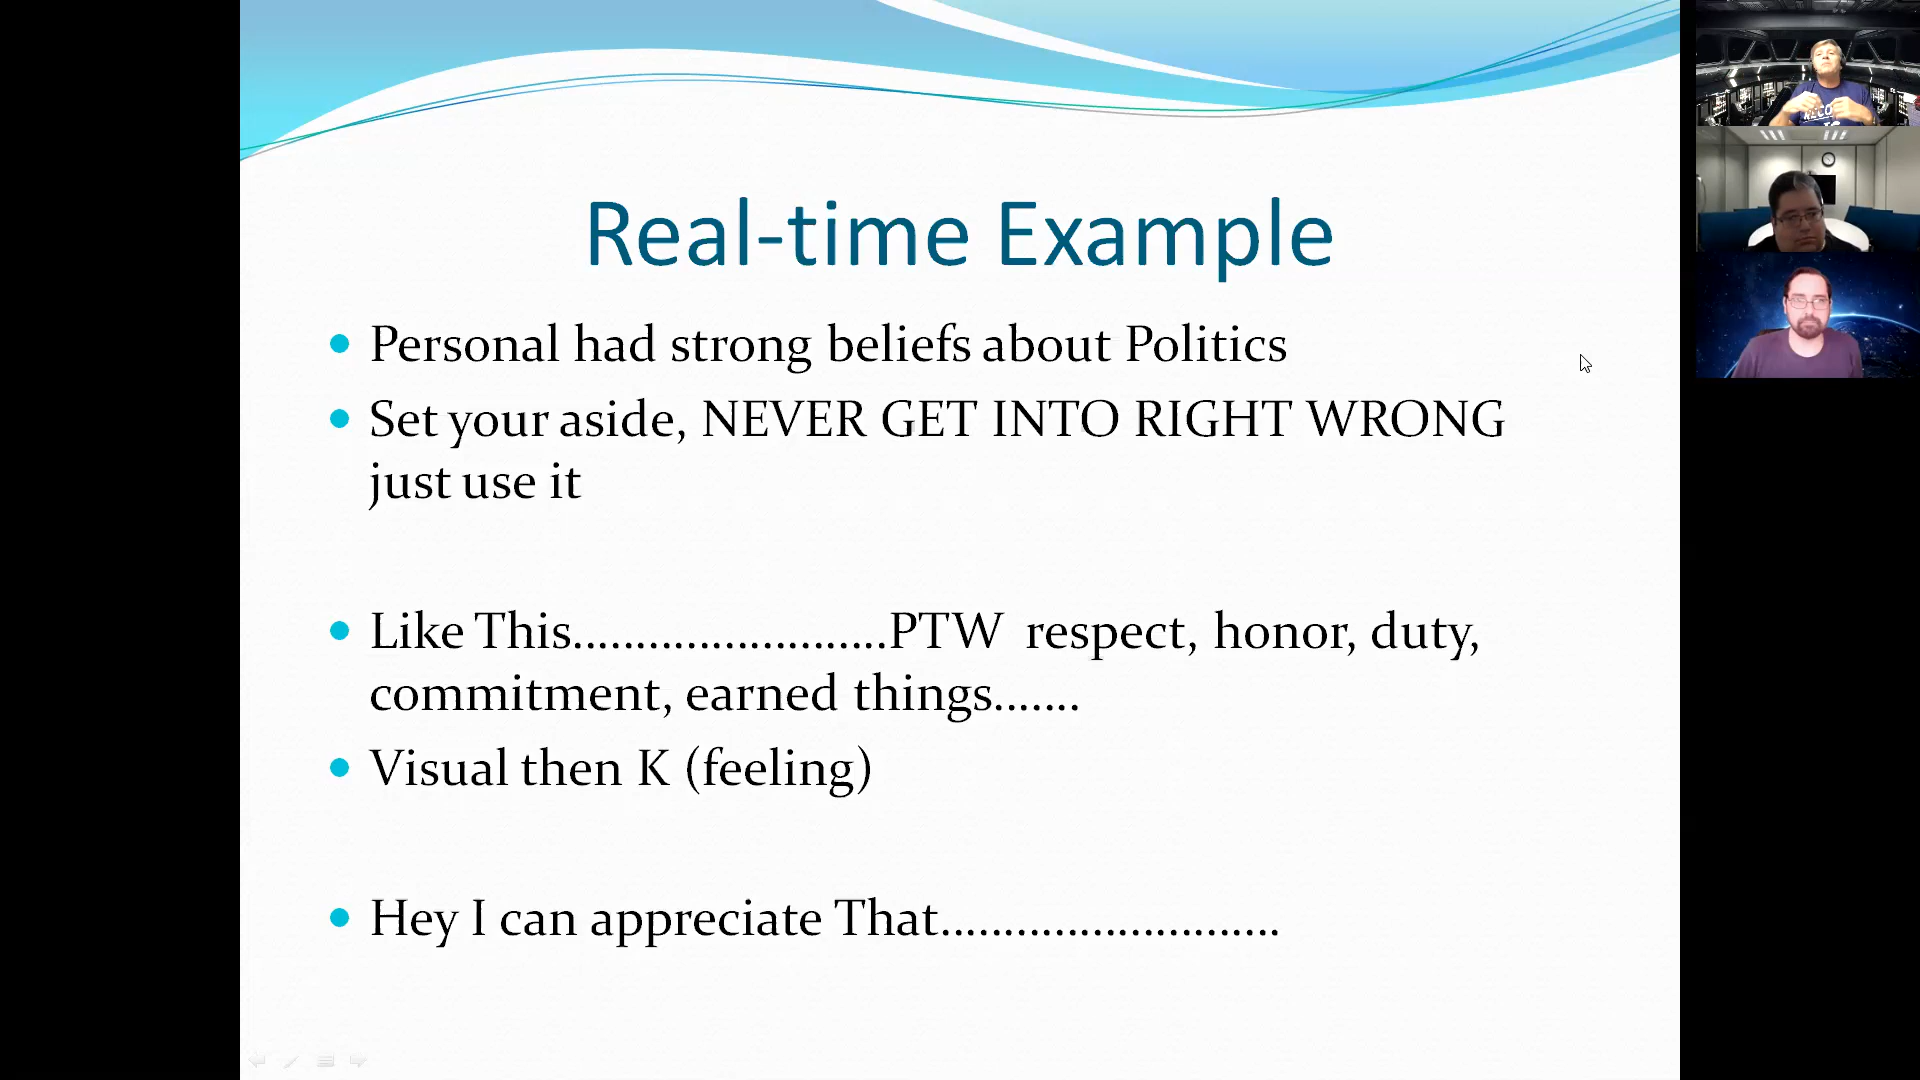 Real-time Example
Personal had strong beliefs about Politics
Set your aside, NEVER GET INTO RIGHT WRONG
just use it
Like This.........................PTW  respect, honor, duty,
commitment, earned things.......
Visual then K (feeling)
Hey I can appreciate That...........................